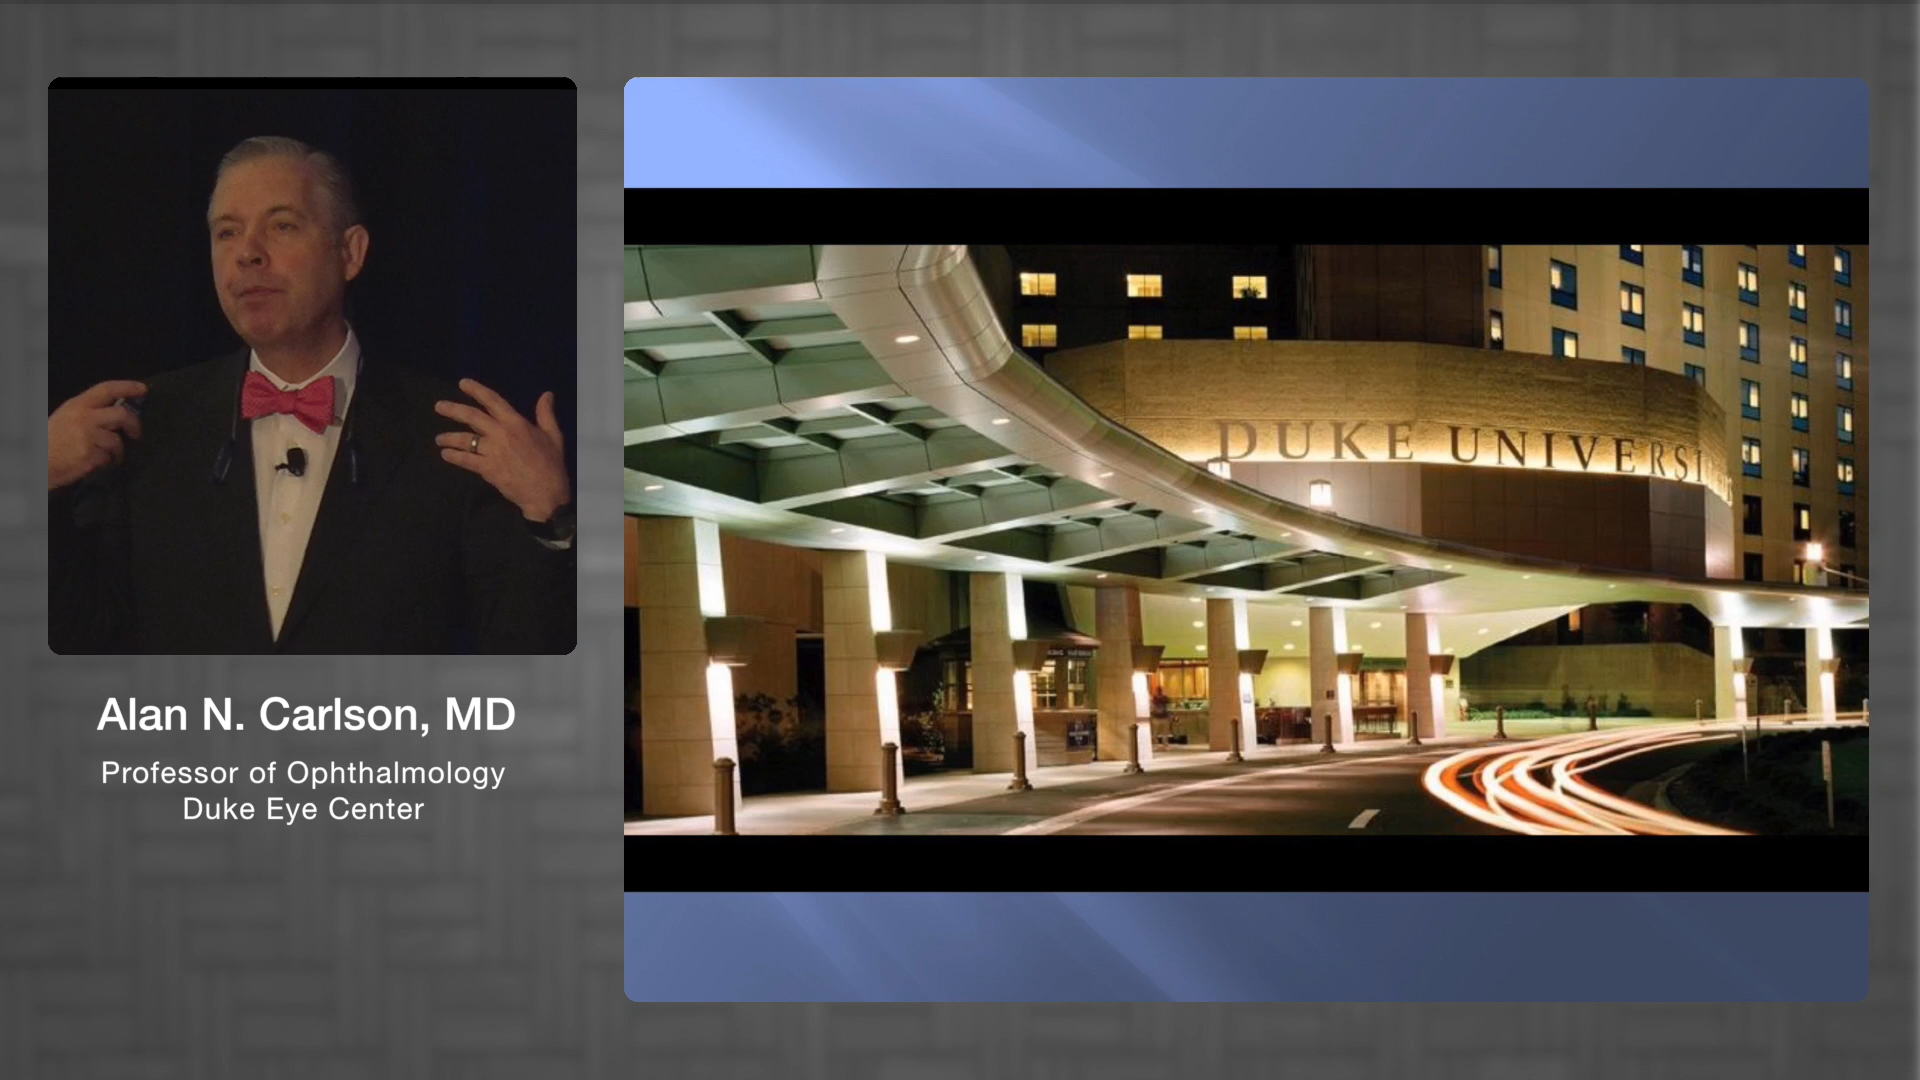 Alan N. Carlson, MD
Professor of Ophthalmology
Duke Eye Center
DUKE UNIVERSI